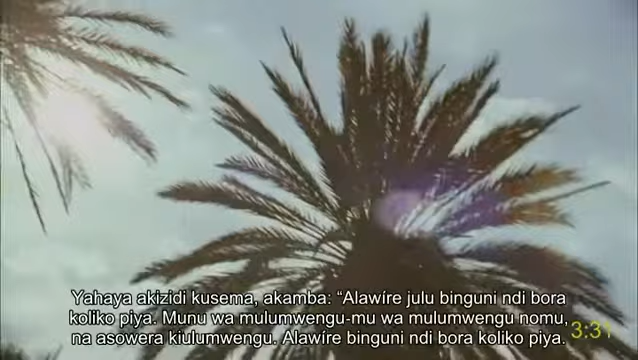 Yahaya akizidi kusema, akamba: “Alawíre julu binguni ndi bora
koliko piya. Munu wa mulumwengu-mu wa mulumwengu nomu,
na asowera kiulumwengu. Alawíre binguni ndi bora koliko piya.
3:31